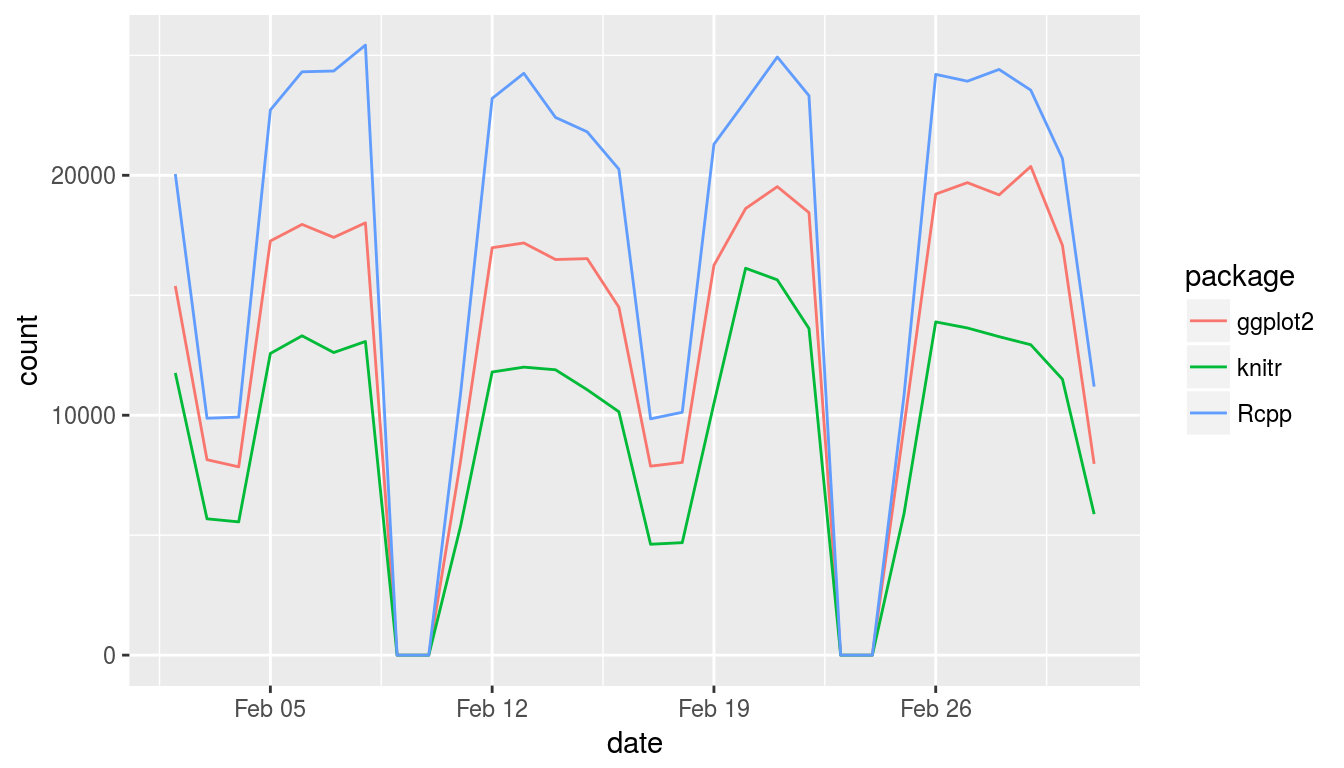 count
20000
10000
0
Feb 05 Feb 12 Feb 19 Feb 26
date
package
ggplot2
knitr
Rcpp